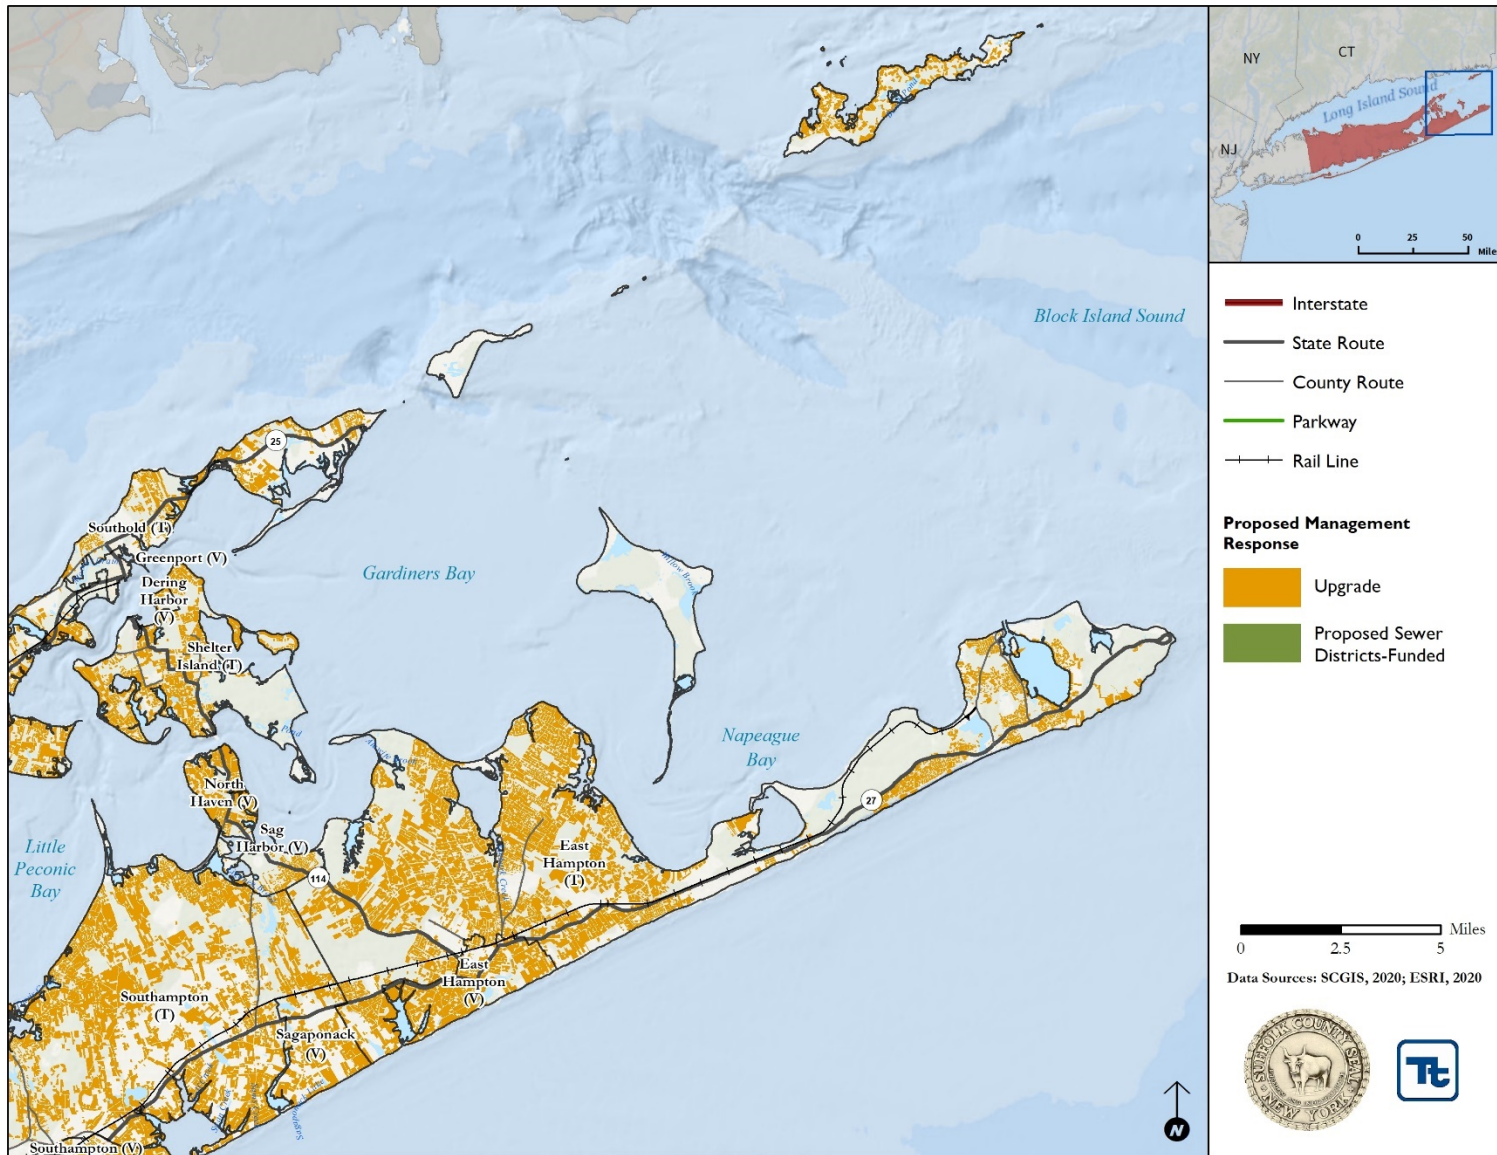 Block Island Sound
25
Southold (T)
Greenport (V)
Dering
Harbor
(V)
Gardiners Bay
Shelter
Island (T)
Pond
Napeague
Bay
North
Haven (V)
Sag
Harbor (V)
27
Little
Peconic
Bay
East
Hampton
(T)
114
East
Hampton
(V)
Southampton
(T)
Sagaponack
(V)
Southampton (V)
N
NY
CT
Long Island Sound
NJ
0 25 50
Miles
Interstate
State Route
County Route
Parkway
Rail Line
Proposed Management
Response
Upgrade
Proposed Sewer
Districts-Funded
Miles
0 2.5 5
Data Sources: SCGIS, 2020; ESRI, 2020
SUFFOLK COUNTY SEAL
NEW YORK
Tt